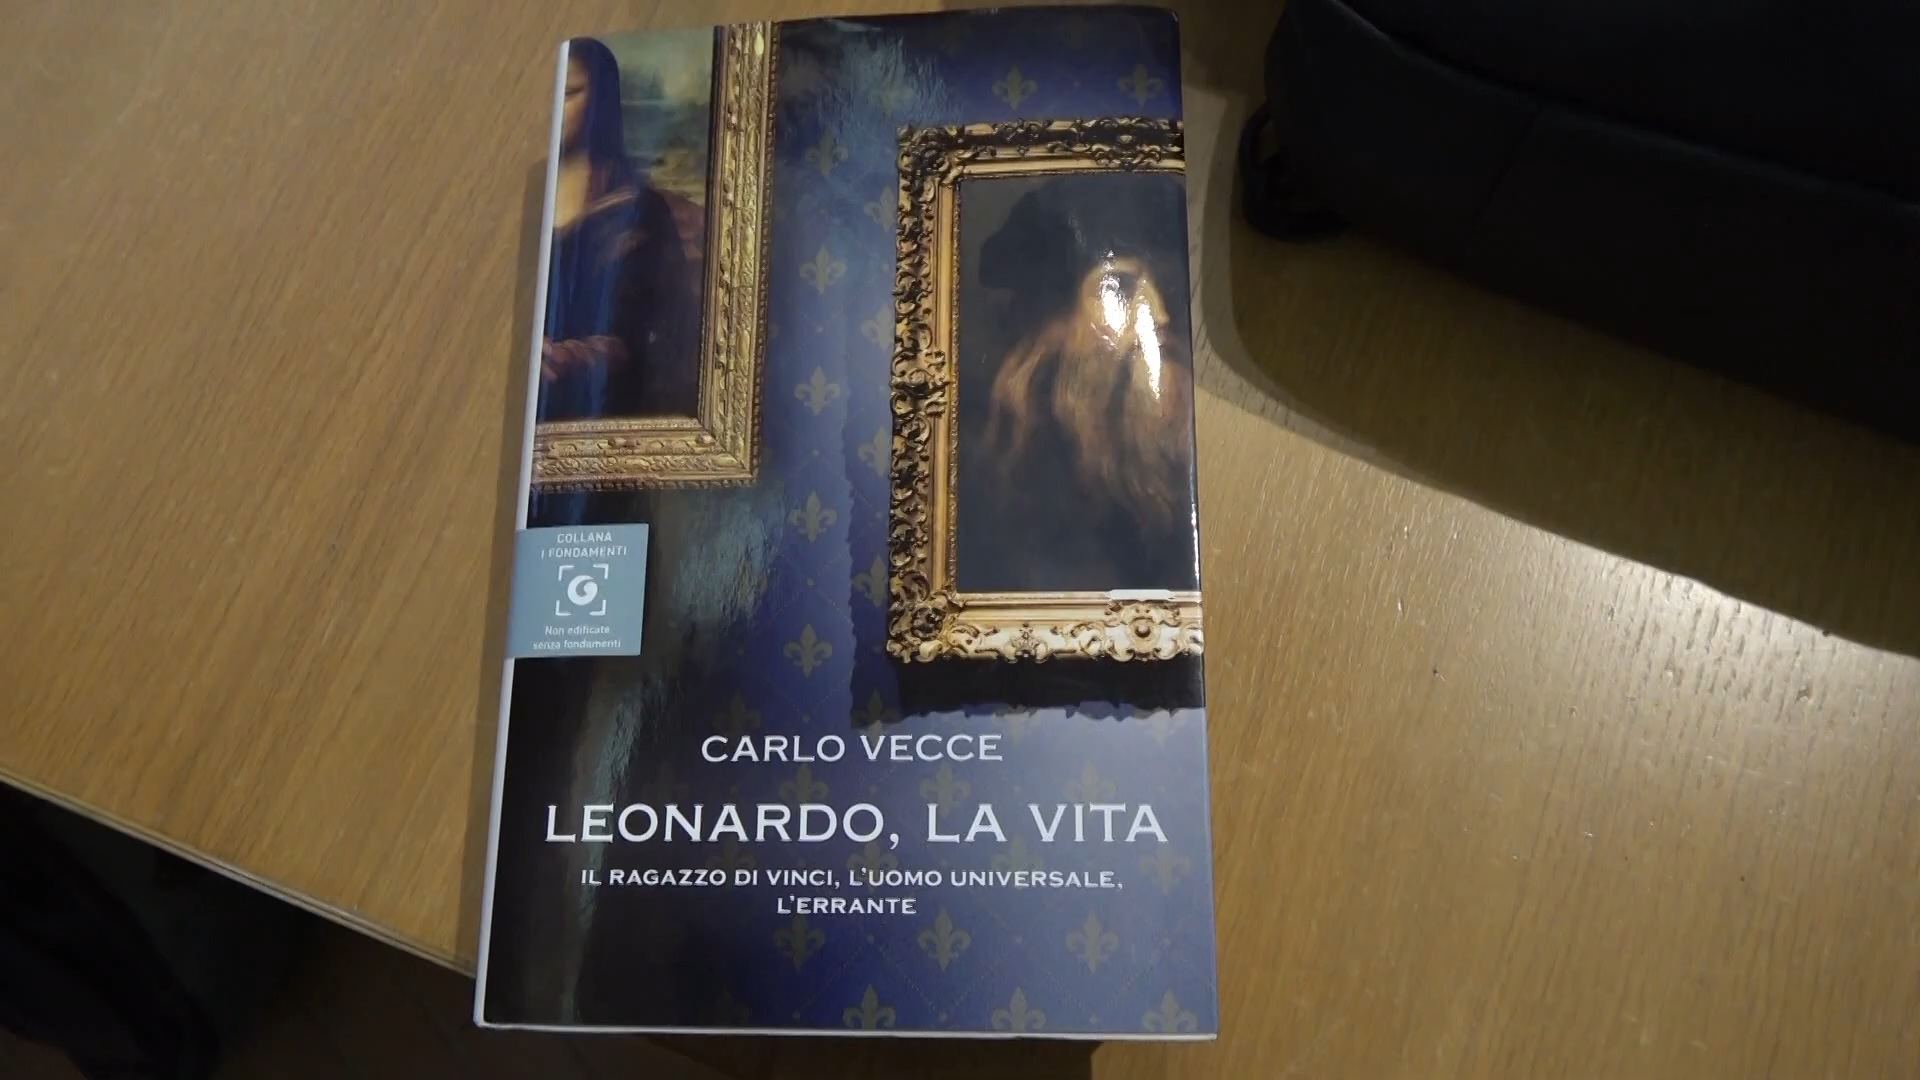 COLLANA
I FONDAMENTI
Non edificate
senza fondamenti
CARLO VECCE
LEONARDO, LA VITA
IL RAGAZZO DI VINCI, L'UOMO UNIVERSALE,
L'ERRANTE